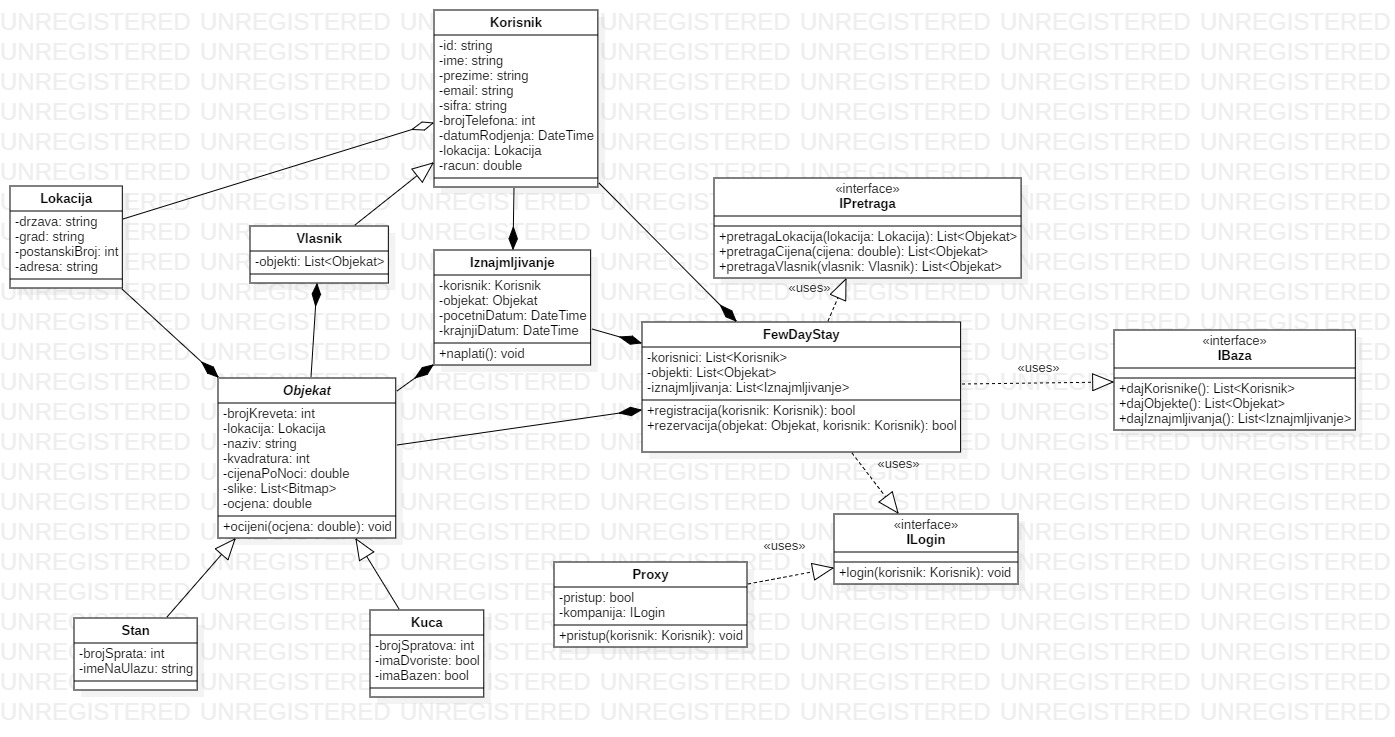 Korisnik
-id: string
-ime: string
-prezime: string
-email: string
-sifra: string
-brojTelefona: int
-datumRodjenja: DateTime
-lokacija: Lokacija
-racun: double
Lokacija
-drzava: string
-grad: string
-postanskiBroj: int
-adresa: string
Vlasnik
-objekti: List<Objekat>
Iznajmljivanje
-korisnik: Korisnik
-objekat: Objekat
-pocetniDatum: DateTime
-krajnjiDatum: DateTime
+naplati(): void
«interface»
IPretraga
+pretragaLokacija(lokacija: Lokacija): List<Objekat>
+pretragaCijena(cijena: double): List<Objekat>
+pretragaVlasnik(vlasnik: Vlasnik): List<Objekat>
«uses»
FewDayStay
-korisnici: List<Korisnik>
-objekti: List<Objekat>
-iznajmljivanja: List<Iznajmljivanje>
+registracija(korisnik: Korisnik): bool
+rezervacija(objekat: Objekat, korisnik: Korisnik): bool
«uses»
«interface»
IBaza
+dajKorisnike(): List<Korisnik>
+dajObjekte(): List<Objekat>
+dajIznajmljivanja(): List<Iznajmljivanje>
Objekat
-brojKreveta: int
-lokacija: Lokacija
-naziv: string
-kvadratura: int
-cijenaPoNoci: double
-slike: List<Bitmap>
-ocjena: double
+ocijeni(ocjena: double): void
«uses»
«interface»
ILogin
+login(korisnik: Korisnik): void
«uses»
Proxy
-pristup: bool
-kompanija: ILogin
+pristup(korisnik: Korisnik): void
Stan
-brojSprata: int
-imeNaUlazu: string
Kuca
-brojSpratova: int
-imaDvoriste: bool
-imaBazen: bool
UNREGISTERED